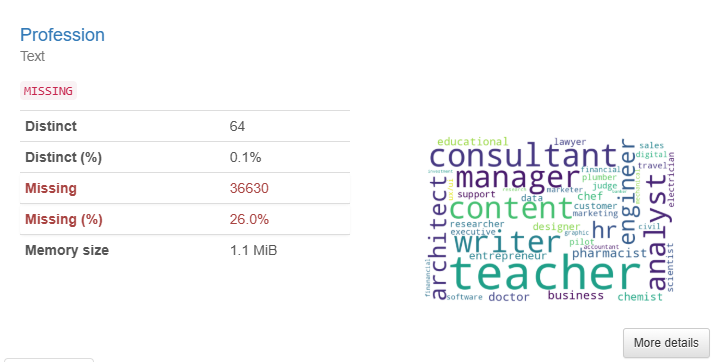 Profession
Text
MISSING
Distinct 64
Distinct (%) 0.1%
Missing 36630
Missing (%) 26.0%
Memory size 1.1 MiB
educational
lawyer
sales
consultant
engineer
digital
manager
financial
travel
electrician
plumber
marketer
judge
support
data
chef
architect
content
customer
marketing
analyst
researcher
executive
designer
hr
civil
writer
graphic
pilot
accountant
entrepreneur
pharmacist
scientist
teacher
finanancial
software
doctor
business
chemist
More details